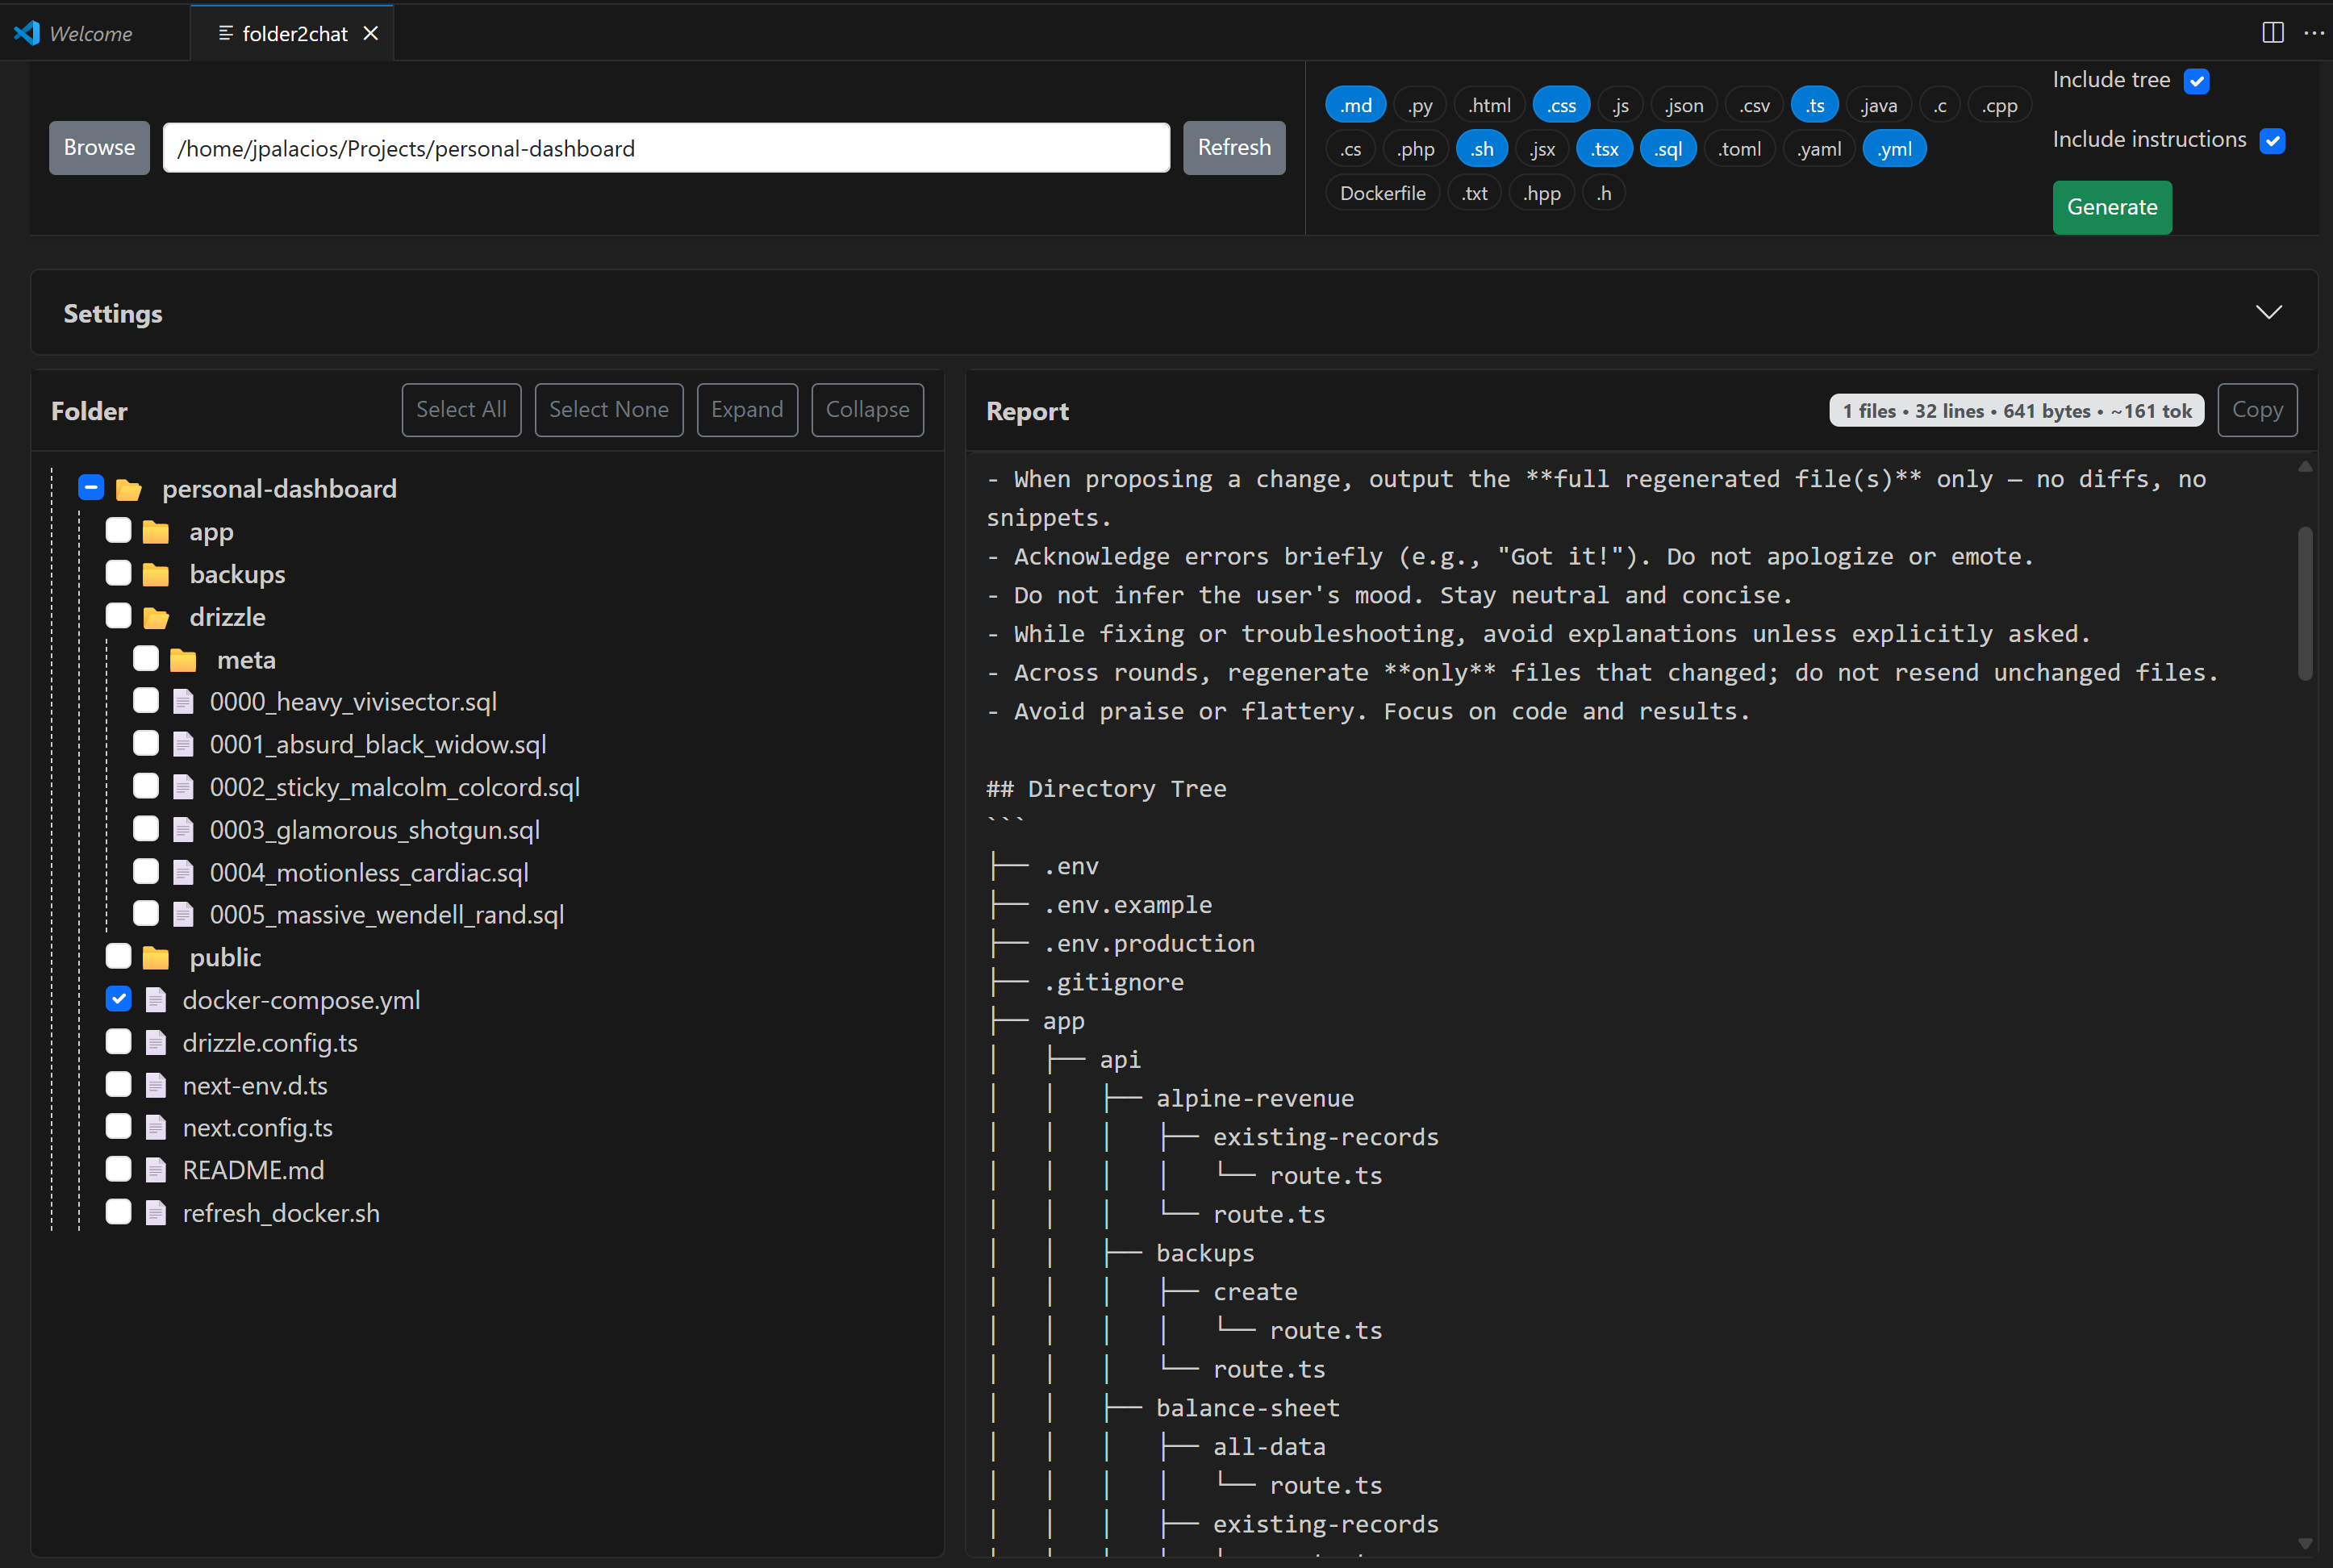 Welcome
folder2chat
Browse
/home/jpalacios/Projects/personal-dashboard
Refresh
.md .py .html .css .js .json .csv .ts .java .c .cpp
.cs .php .sh .jsx .tsx .sql .toml .yaml .yml
Dockerfile .txt .hpp .h
Include tree
Include instructions
Generate
Settings
Folder
Select All
Select None
Expand
Collapse
personal-dashboard
app
backups
drizzle
meta
0000_heavy_vivisector.sql
0001_absurd_black_widow.sql
0002_sticky_malcolm_colcord.sql
0003_glamorous_shotgun.sql
0004_motionless_cardiac.sql
0005_massive_wendell_rand.sql
public
docker-compose.yml
drizzle.config.ts
next-env.d.ts
next.config.ts
README.md
refresh_docker.sh
Report
1 files • 32 lines • 641 bytes • ~161 tok
Copy
- When proposing a change, output the **full regenerated file(s)** only — no diffs, no
snippets.
- Acknowledge errors briefly (e.g., "Got it!"). Do not apologize or emote.
- Do not infer the user's mood. Stay neutral and concise.
- While fixing or troubleshooting, avoid explanations unless explicitly asked.
- Across rounds, regenerate **only** files that changed; do not resend unchanged files.
- Avoid praise or flattery. Focus on code and results.
## Directory Tree
```
├── .env
├── .env.example
├── .env.production
├── .gitignore
├── app
│   ├── api
│   │   ├── alpine-revenue
│   │   │   ├── existing-records
│   │   │   │   └── route.ts
│   │   │   └── route.ts
│   │   ├── backups
│   │   │   ├── create
│   │   │   │   └── route.ts
│   │   │   └── route.ts
│   │   ├── balance-sheet
│   │   │   ├── all-data
│   │   │   │   └── route.ts
│   │   │   ├── existing-records